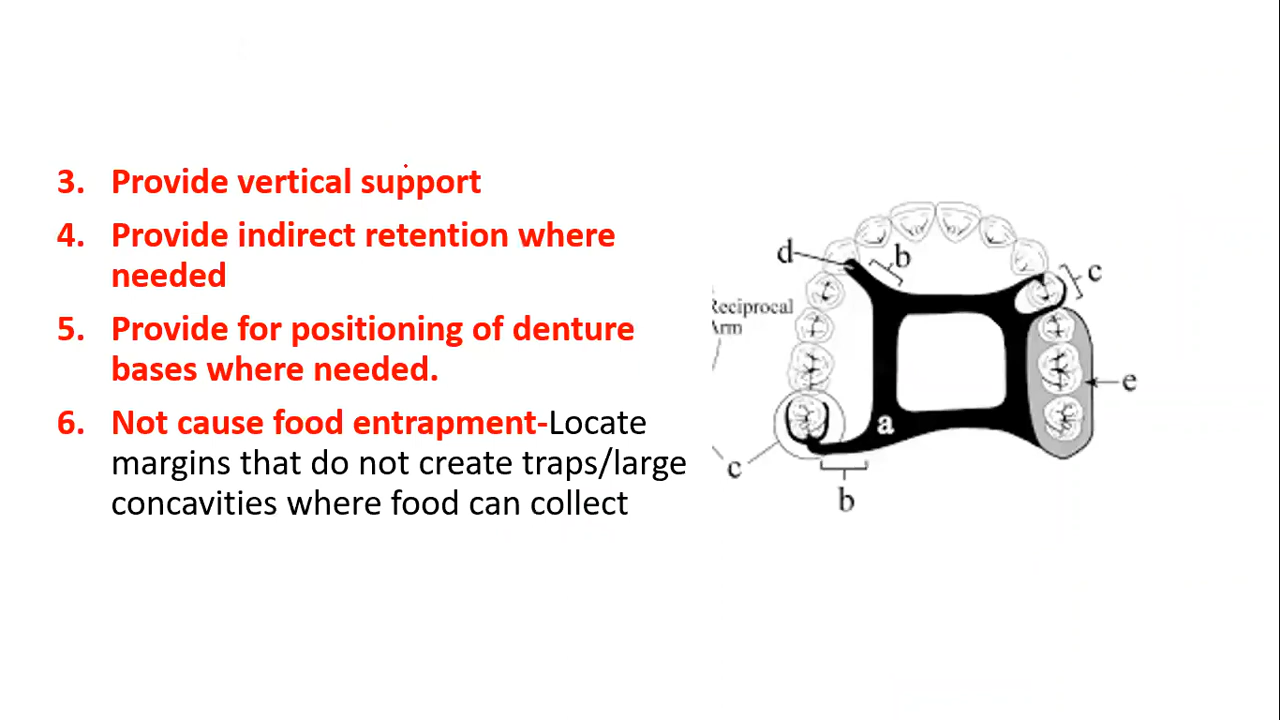 3. Provide vertical support
4. Provide indirect retention where
needed
5. Provide for positioning of denture
bases where needed.
6. Not cause food entrapment-Locate
margins that do not create traps/large
concavities where food can collect
d
b
c
Reciprocal
Arm
e
a
c
b